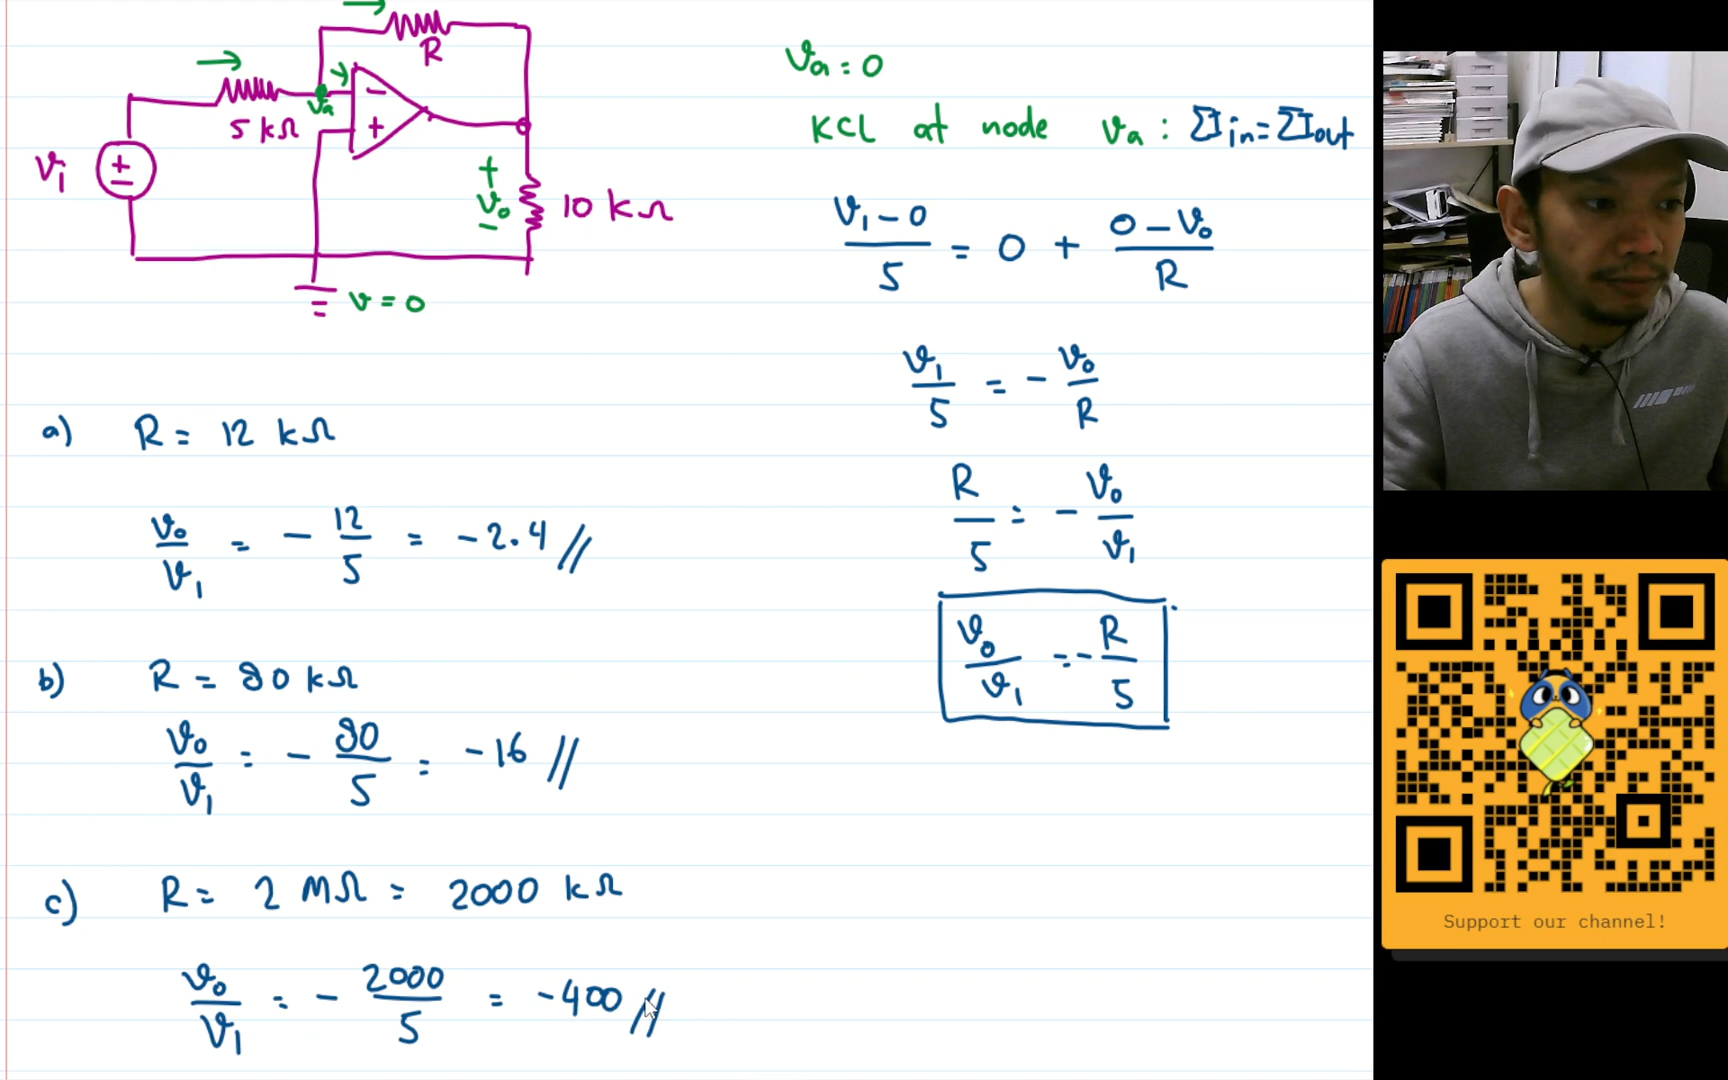 R
5 kΩ
va
−
+
vi
+
−
+
vo
−
10 kΩ
v = 0
va = 0
KCL at node va : ΣIin = ΣIout
(v1 − 0)/5 = 0 + (0 − vo)/R
v1/5 = − vo/R
R/5 = − vo/v1
vo/v1 = − R/5
a) R = 12 kΩ
vo/v1 = − 12/5 = −2.4 //
b) R = 80 kΩ
vo/v1 = − 80/5 = −16 //
c) R = 2 MΩ = 2000 kΩ
vo/v1 = − 2000/5 = −400 //
Support our channel!